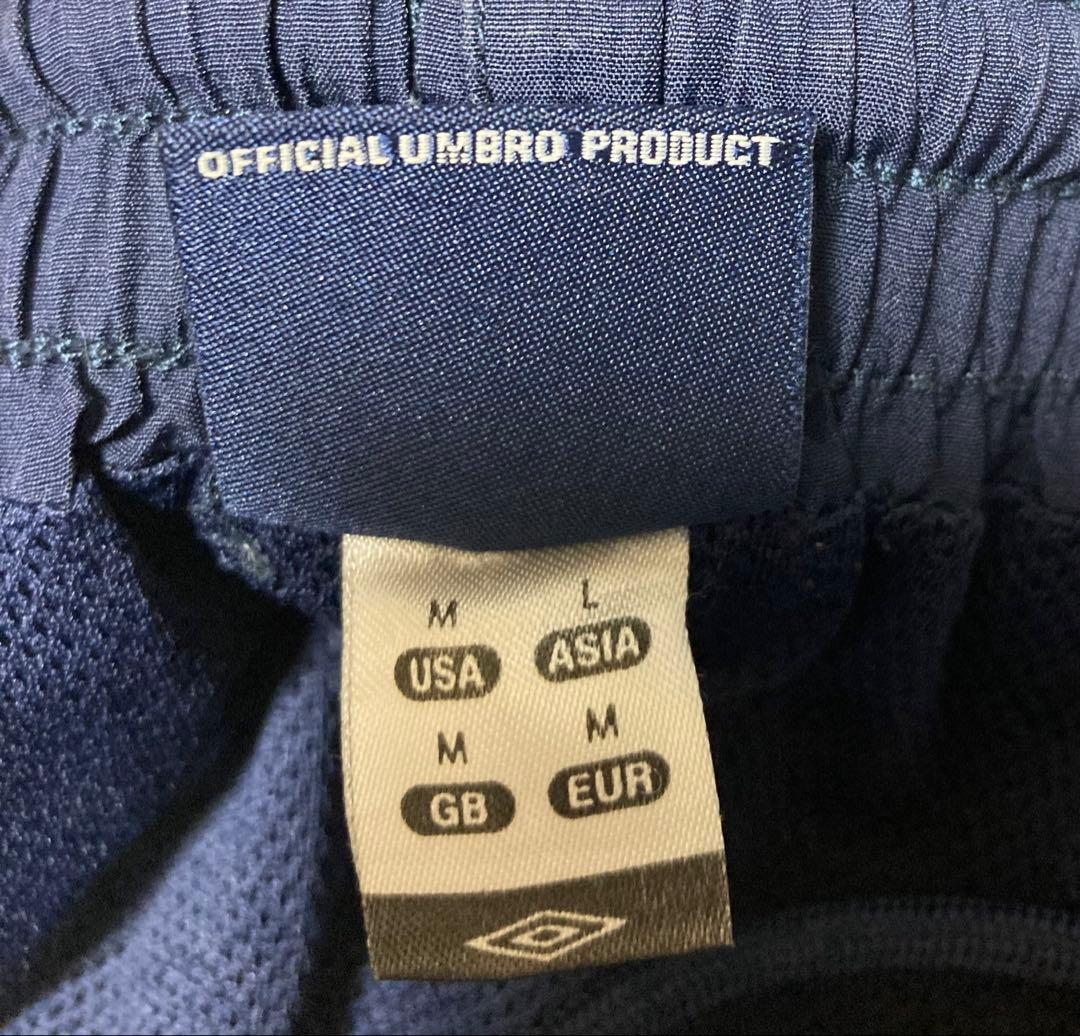 OFFICIAL UMBRO PRODUCT
M L
USA ASIA
M M
GB EUR